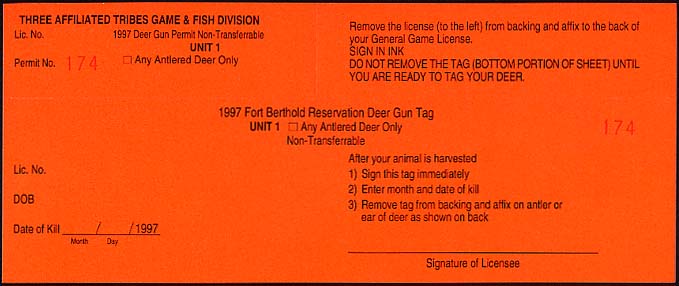 THREE AFFILIATED TRIBES GAME & FISH DIVISION
Lic. No. 1997 Deer Gun Permit Non-Transferrable
UNIT 1
Permit No. 174 □ Any Antlered Deer Only
Remove the license (to the left) from backing and affix to the back of
your General Game License.
SIGN IN INK
DO NOT REMOVE THE TAG (BOTTOM PORTION OF SHEET) UNTIL
YOU ARE READY TO TAG YOUR DEER.
1997 Fort Berthold Reservation Deer Gun Tag
UNIT 1 □ Any Antlered Deer Only
Non-Transferrable
174
Lic. No.
DOB
Date of Kill ____/____/1997
Month Day
After your animal is harvested
1) Sign this tag immediately
2) Enter month and date of kill
3) Remove tag from backing and affix on antler or
ear of deer as shown on back
Signature of Licensee